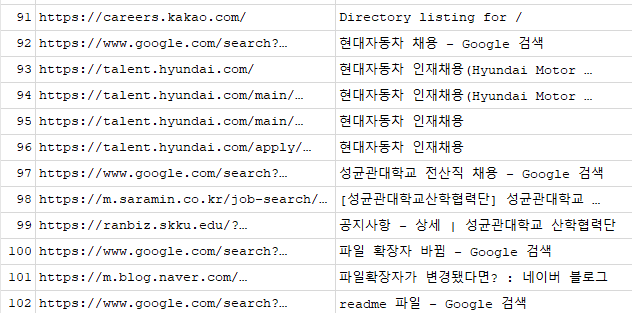 91 https://careers.kakao.com/ Directory listing for /
92 https://www.google.com/search?… 현대자동차 채용 - Google 검색
93 https://talent.hyundai.com/ 현대자동차 인재채용(Hyundai Motor …
94 https://talent.hyundai.com/main/… 현대자동차 인재채용(Hyundai Motor …
95 https://talent.hyundai.com/main/… 현대자동차 인재채용
96 https://talent.hyundai.com/apply/… 현대자동차 인재채용
97 https://www.google.com/search?… 성균관대학교 전산직 채용 - Google 검색
98 https://m.saramin.co.kr/job-search/… [성균관대학교산학협력단] 성균관대학교 …
99 https://ranbiz.skku.edu/?… 공지사항 - 상세 | 성균관대학교 산학협력단
100 https://www.google.com/search?… 파일 확장자 바뀜 - Google 검색
101 https://m.blog.naver.com/… 파일확장자가 변경됐다면? : 네이버 블로그
102 https://www.google.com/search?… readme 파일 - Google 검색